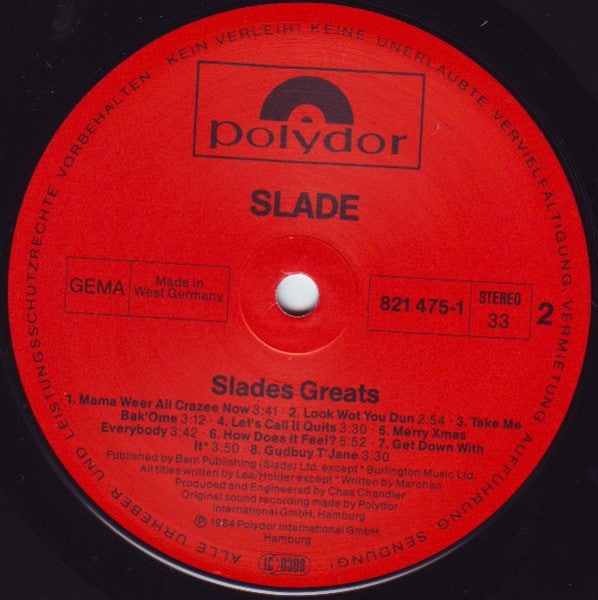 ALLE URHEBER UND LEISTUNGSSCHUTZRECHTE VORBEHALTEN · KEIN VERLEIH! KEINE UNERLAUBTE VERVIELFÄLTIGUNG VERMIETUNG AUFFÜHRUNG, SENDUNG!
polydor
SLADE
GEMA
Made in
West Germany
821 475-1
STEREO
33
2
Slades Greats
1. Mama Weer All Crazee Now 3:41 · 2. Look Wot You Dun 2:54 · 3. Take Me
Bak'Ome 3:12 · 4. Let's Call It Quits 3:30 · 5. Merry Xmas
Everybody 3:42 · 6. How Does It Feel? 5:52 · 7. Get Down With
It* 3:50 · 8. Gudbuy T'Jane 3:30
Published by Barn Publishing (Slade) Ltd. except * Burlington Music Ltd.
All titles written by Lea/Holder except * Written by Marchan
Produced and Engineered by Chas Chandler
Original sound recording made by Polydor
International GmbH, Hamburg
℗ 1984 Polydor International GmbH,
Hamburg
LC 0309